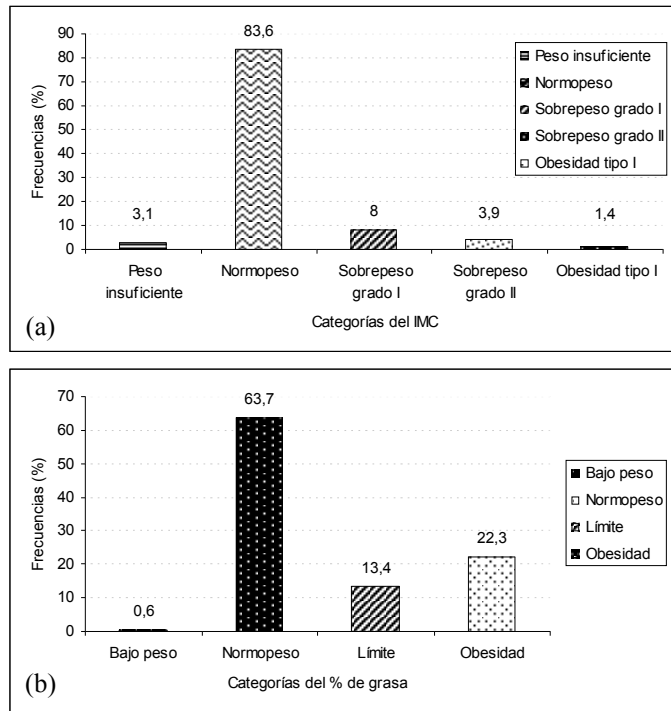 90
80
70
60
50
40
30
20
10
0
Frecuencias (%)
3,1
83,6
8
3,9
1,4
Peso insuficiente
Normopeso
Sobrepeso grado I
Sobrepeso grado II
Obesidad tipo I
Peso
insuficiente
Normopeso
Sobrepeso
grado I
Sobrepeso
grado II
Obesidad tipo I
Categorías del IMC
(a)
70
60
50
40
30
20
10
0
Frecuencias (%)
0,6
63,7
13,4
22,3
Bajo peso
Normopeso
Límite
Obesidad
Bajo peso
Normopeso
Límite
Obesidad
Categorías del % de grasa
(b)